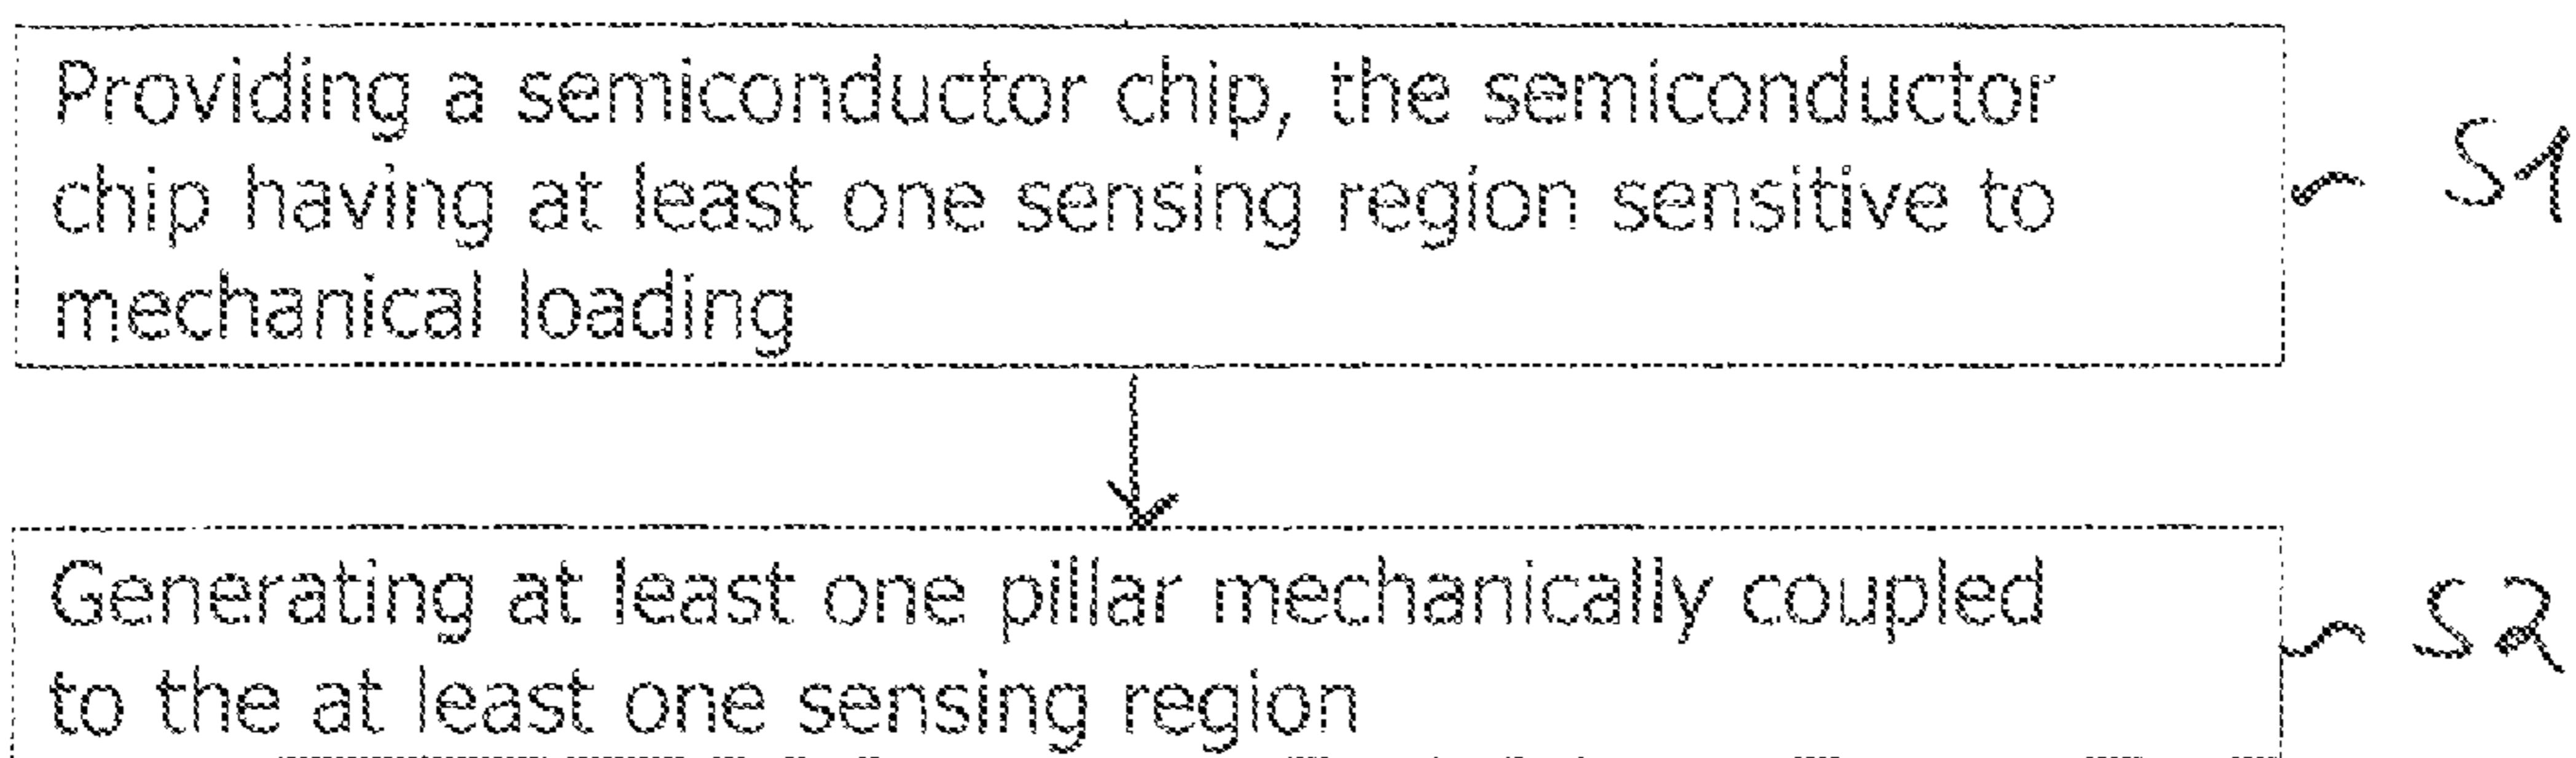 Providing a semiconductor chip, the semiconductor
chip having at least one sensing region sensitive to
mechanical loading
S1
Generating at least one pillar mechanically coupled
to the at least one sensing region
S2